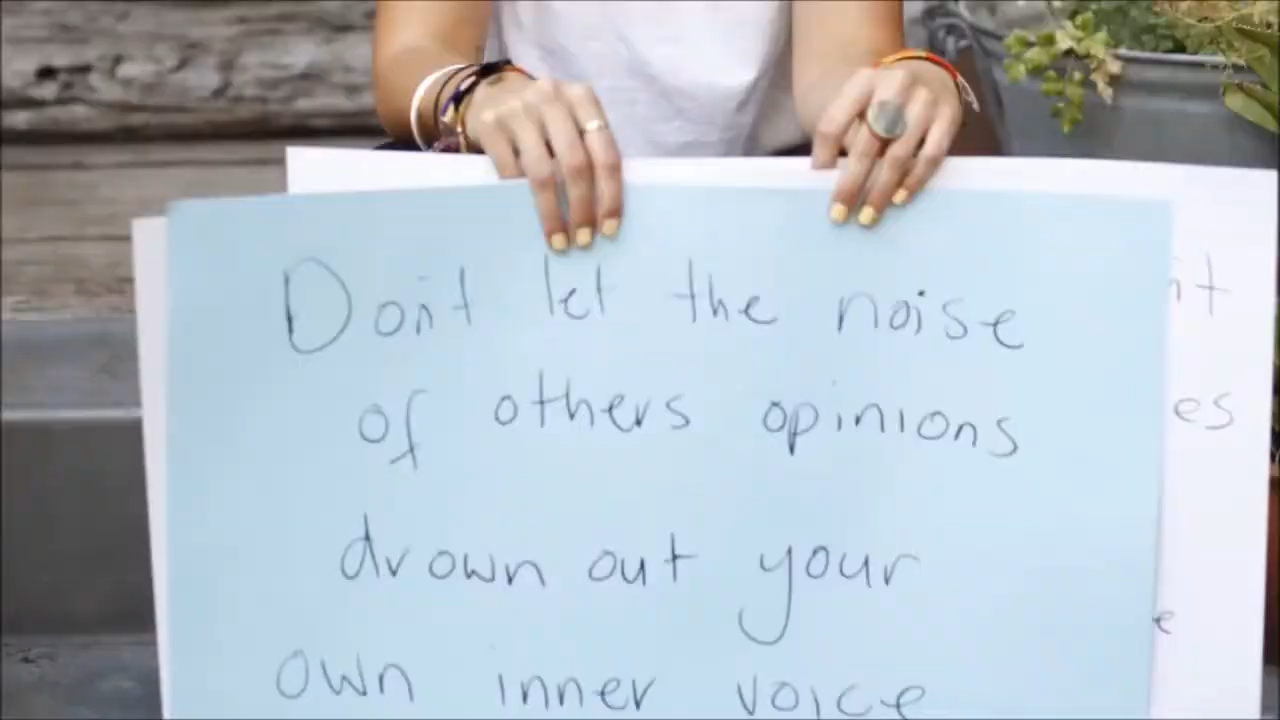 Don't let the noise
of others opinions
drown out your
own inner voice